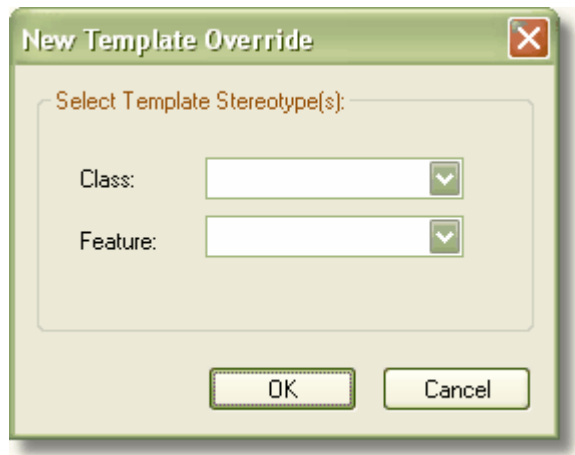 New Template Override
Select Template Stereotype(s):
Class:
Feature:
OK
Cancel